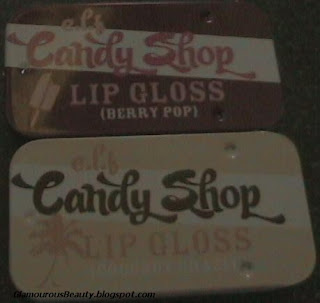 e.l.f
Candy Shop
LIP GLOSS
(BERRY POP)
e.l.f
Candy Shop
LIP GLOSS
GlamourousBeauty.blogspot.com